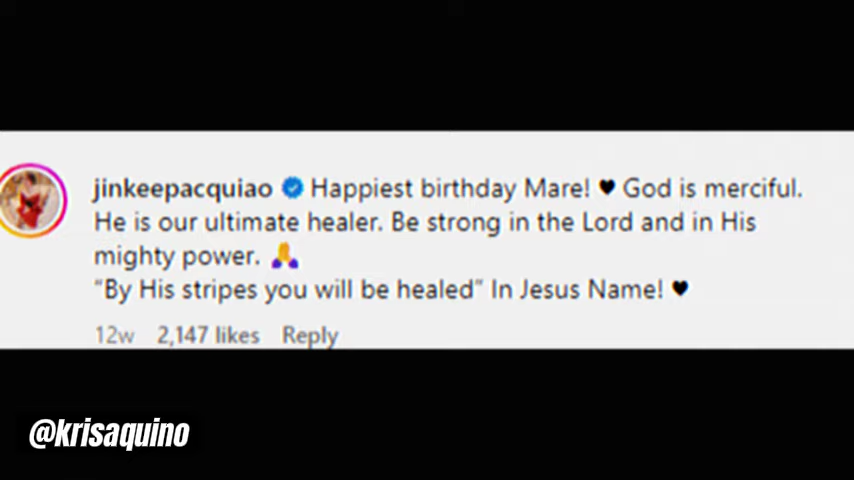 jinkeepacquiao Happiest birthday Mare! ♥ God is merciful.
He is our ultimate healer. Be strong in the Lord and in His
mighty power. 🙏
“By His stripes you will be healed” In Jesus Name! ♥
12w 2,147 likes Reply
@krisaquino